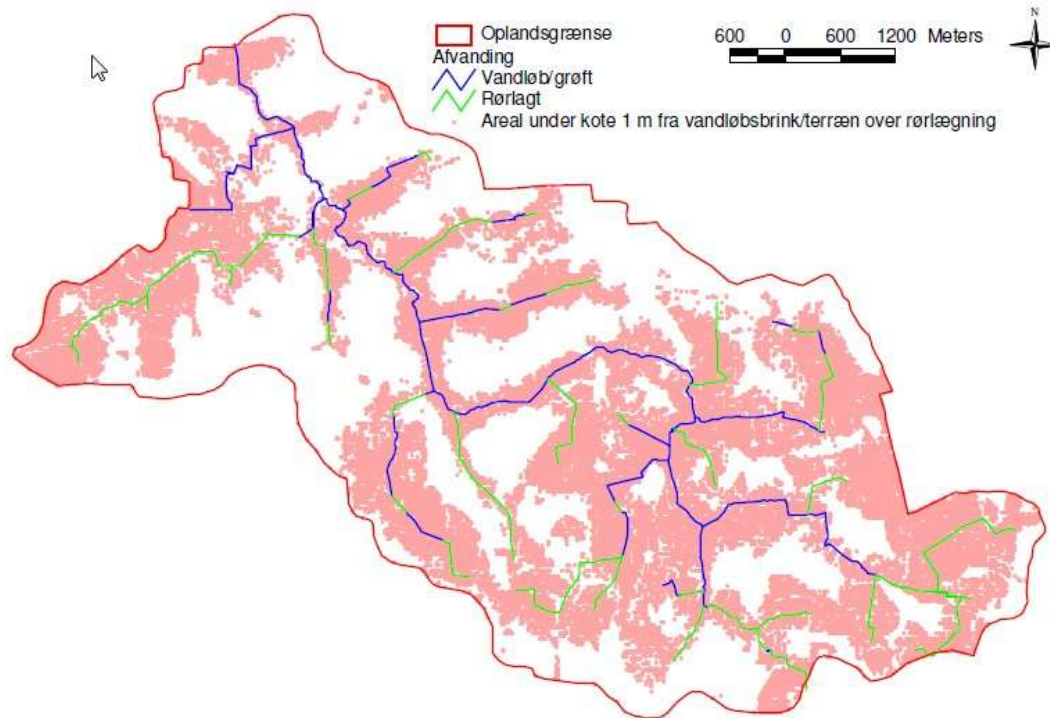 Oplandsgrænse
Afvanding
Vandløb/grøft
Rørlagt
Areal under kote 1 m fra vandløbsbrink/terræn over rørlægning
600 0 600 1200 Meters
N